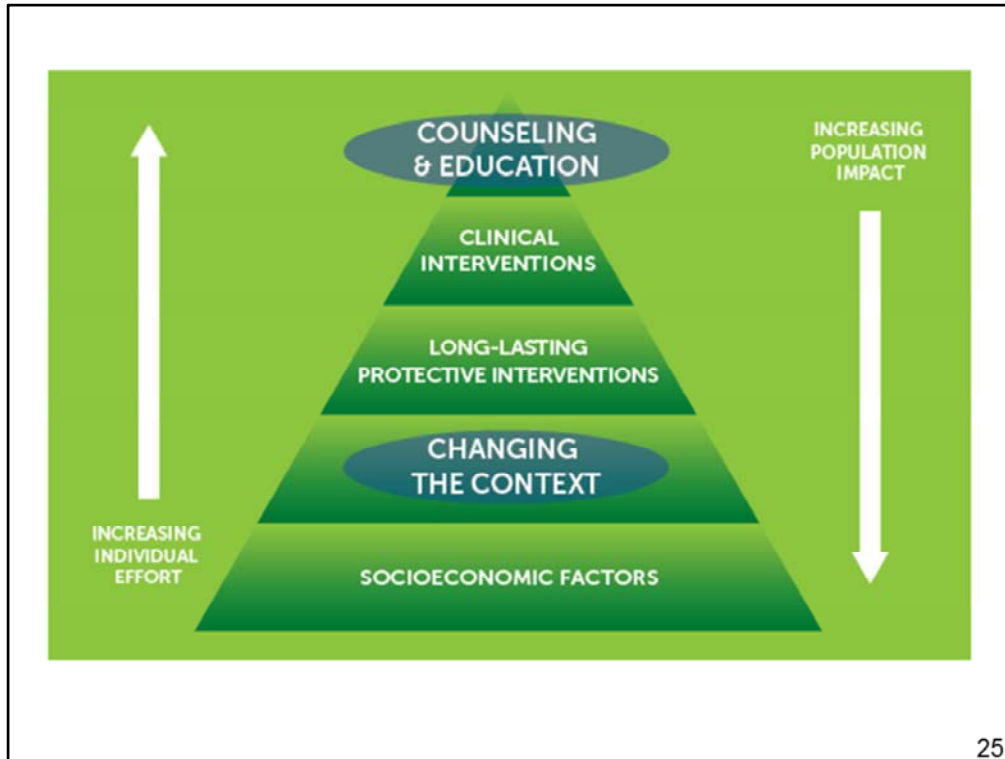 COUNSELING
& EDUCATION
INCREASING
POPULATION
IMPACT
CLINICAL
INTERVENTIONS
LONG-LASTING
PROTECTIVE INTERVENTIONS
CHANGING
THE CONTEXT
INCREASING
INDIVIDUAL
EFFORT
SOCIOECONOMIC FACTORS
25